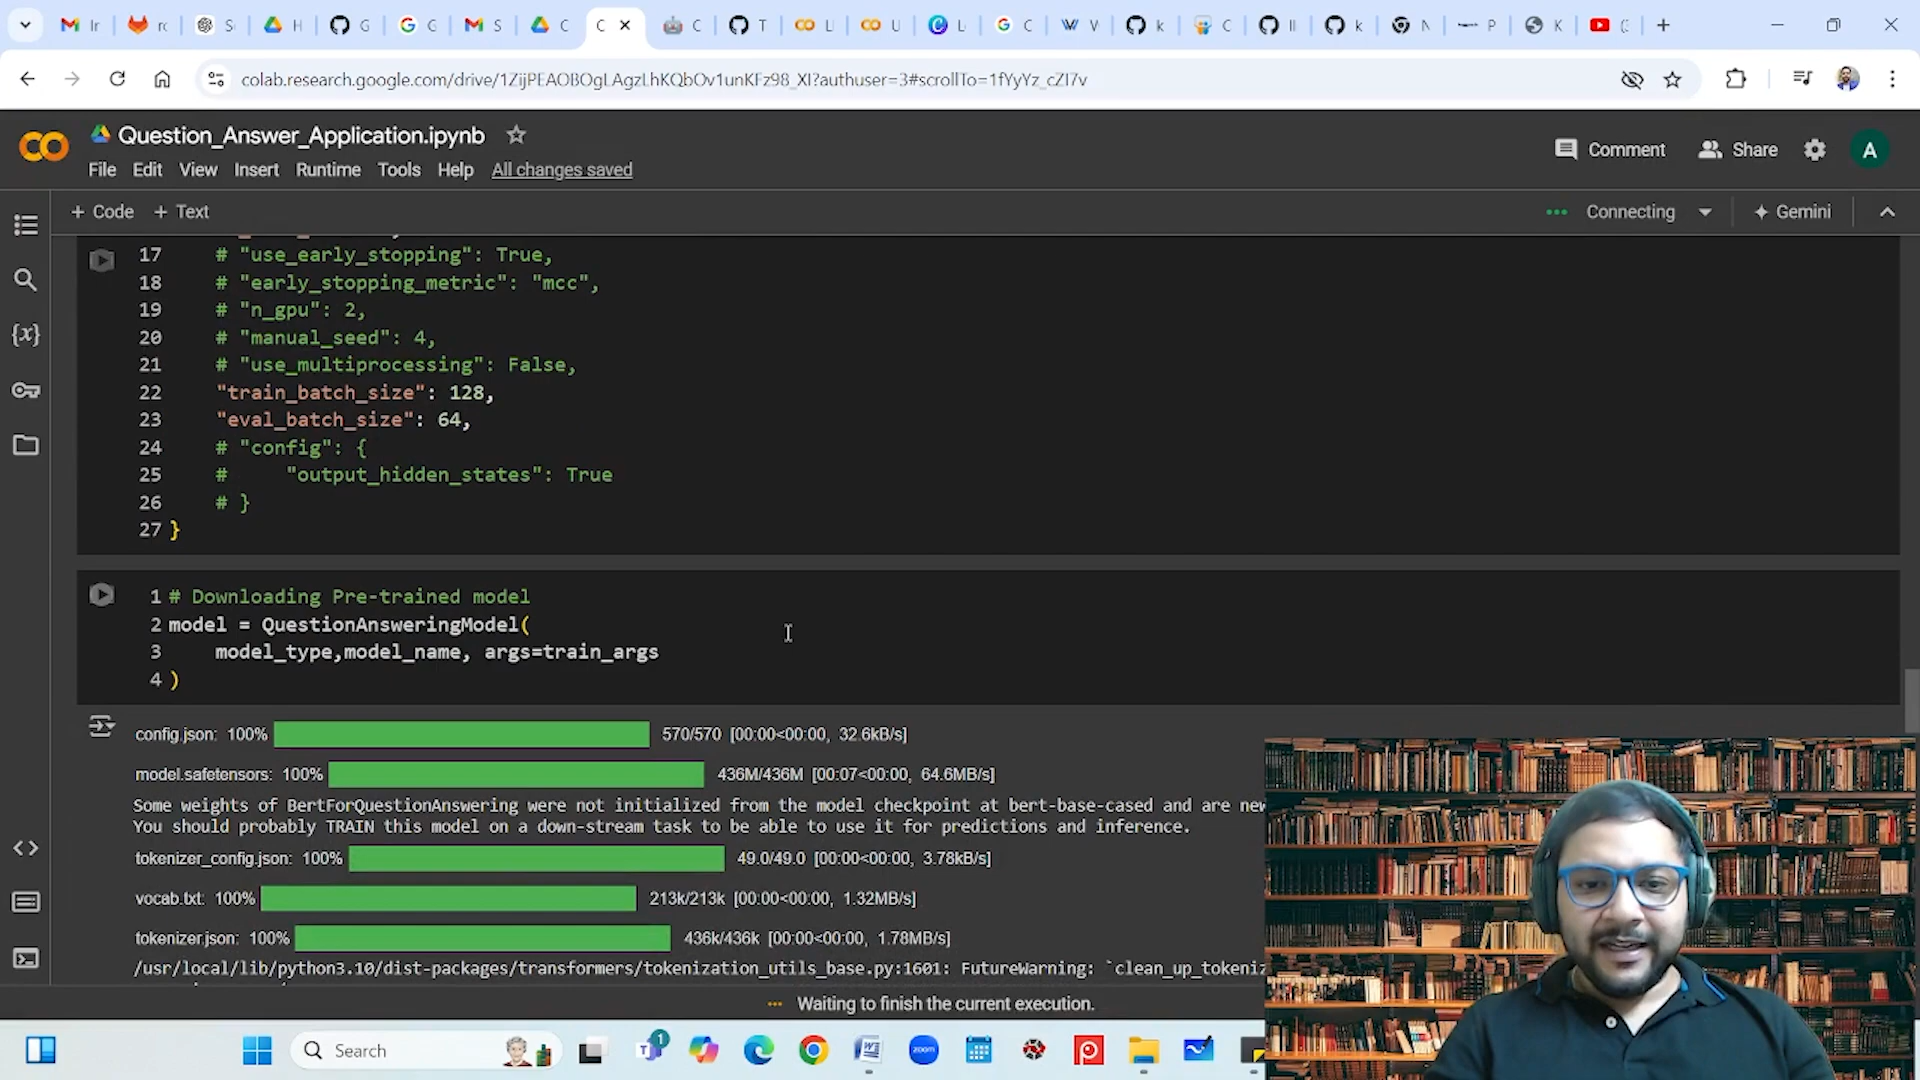 Ir
rc
S
H
G
G
S
C
C
C
T
L
U
L
C
V
k
C
II
k
N
P
K
colab.research.google.com/drive/1ZijPEAOBOgLAgzLhKQbOv1unKFz98_XI?authuser=3#scrollTo=1fYyYz_cZI7v
Question_Answer_Application.ipynb
Comment
Share
A
File Edit View Insert Runtime Tools Help All changes saved
+ Code + Text
Connecting
Gemini
17 # "use_early_stopping": True,
18 # "early_stopping_metric": "mcc",
19 # "n_gpu": 2,
20 # "manual_seed": 4,
21 # "use_multiprocessing": False,
22 "train_batch_size": 128,
23 "eval_batch_size": 64,
24 # "config": {
25 # "output_hidden_states": True
26 # }
27 }
1 # Downloading Pre-trained model
2 model = QuestionAnsweringModel(
3 model_type,model_name, args=train_args
4 )
config.json: 100% 570/570 [00:00<00:00, 32.6kB/s]
model.safetensors: 100% 436M/436M [00:07<00:00, 64.6MB/s]
Some weights of BertForQuestionAnswering were not initialized from the model checkpoint at bert-base-cased and are new
You should probably TRAIN this model on a down-stream task to be able to use it for predictions and inference.
tokenizer_config.json: 100% 49.0/49.0 [00:00<00:00, 3.78kB/s]
vocab.txt: 100% 213k/213k [00:00<00:00, 1.32MB/s]
tokenizer.json: 100% 436k/436k [00:00<00:00, 1.78MB/s]
/usr/local/lib/python3.10/dist-packages/transformers/tokenization_utils_base.py:1601: FutureWarning: `clean_up_tokeniz
Waiting to finish the current execution.
Search
1
zoom